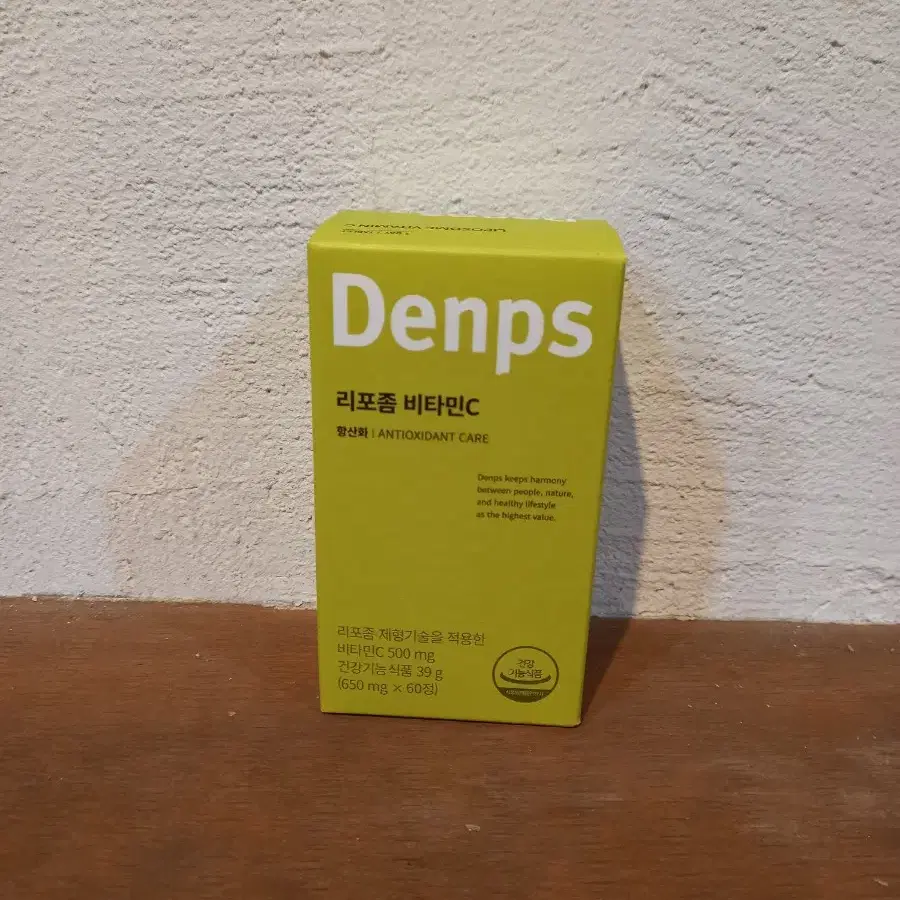 LIPOSOME VITAMIN C
Denps
리포좀 비타민C
항산화 | ANTIOXIDANT CARE
Denps keeps harmony
between people, nature,
and healthy lifestyle
as the highest value.
리포좀 제형기술을 적용한
비타민C 500 mg
건강기능식품 39 g
(650 mg × 60정)
건강
기능식품